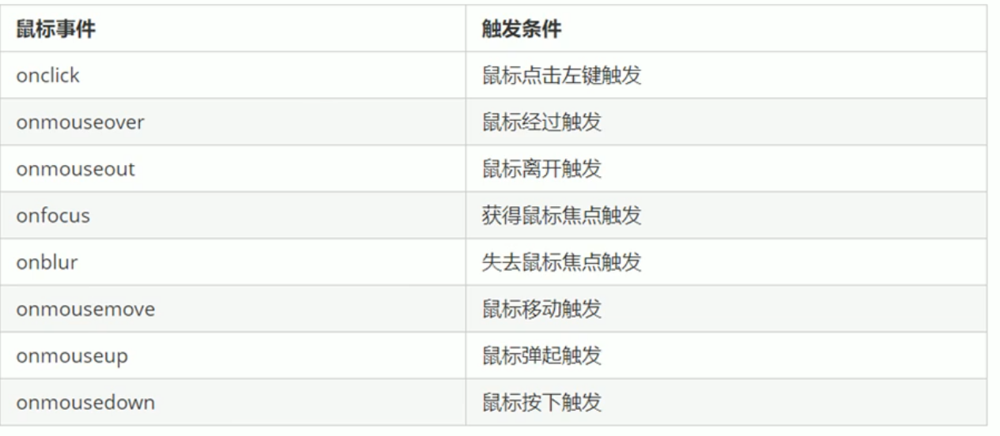 鼠标事件 触发条件
onclick 鼠标点击左键触发
onmouseover 鼠标经过触发
onmouseout 鼠标离开触发
onfocus 获得鼠标焦点触发
onblur 失去鼠标焦点触发
onmousemove 鼠标移动触发
onmouseup 鼠标弹起触发
onmousedown 鼠标按下触发